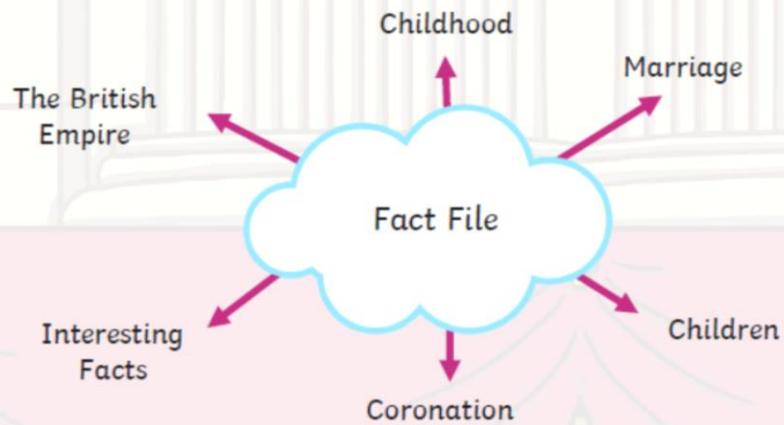 Childhood
Marriage
The British
Empire
Fact File
Interesting
Facts
Children
Coronation